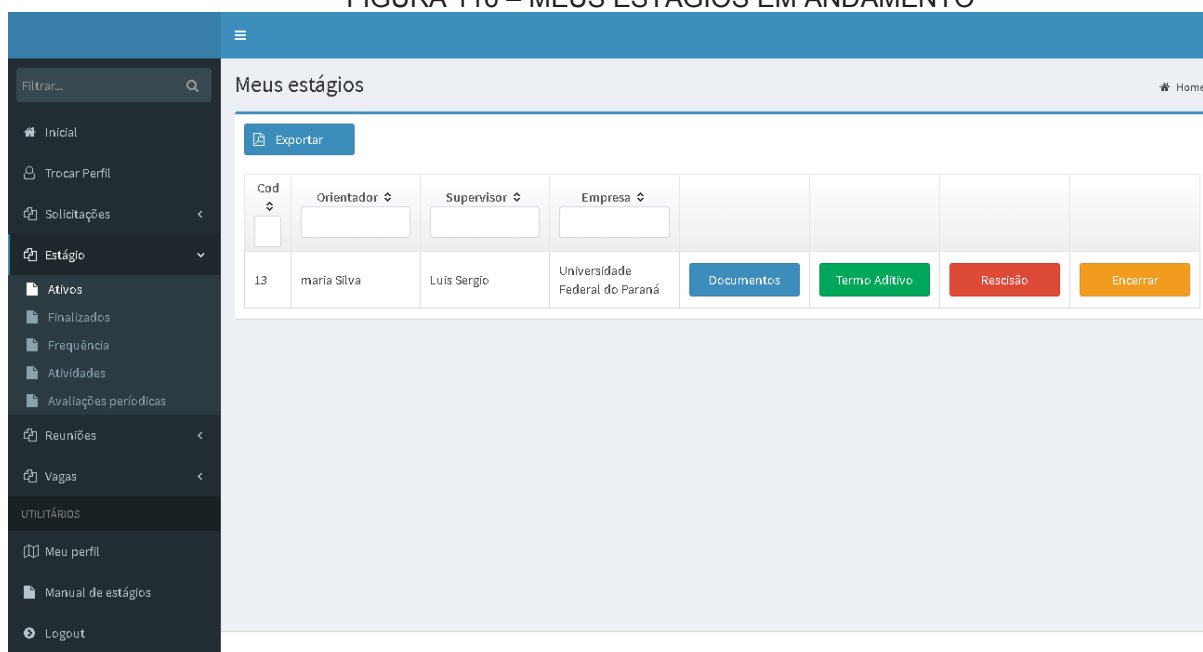 FIGURA 110 – MEUS ESTÁGIOS EM ANDAMENTO
Filtrar...
Meus estágios
Home
Inicial
Trocar Perfil
Solicitações
Estágio
Ativos
Finalizados
Frequência
Atividades
Avaliações períodicas
Reuniões
Vagas
UTILITÁRIOS
Meu perfil
Manual de estágios
Logout
Exportar
Cod
Orientador
Supervisor
Empresa
13
maria Silva
Luis Sergio
Universidade
Federal do Paraná
Documentos
Termo Aditivo
Rescisão
Encerrar